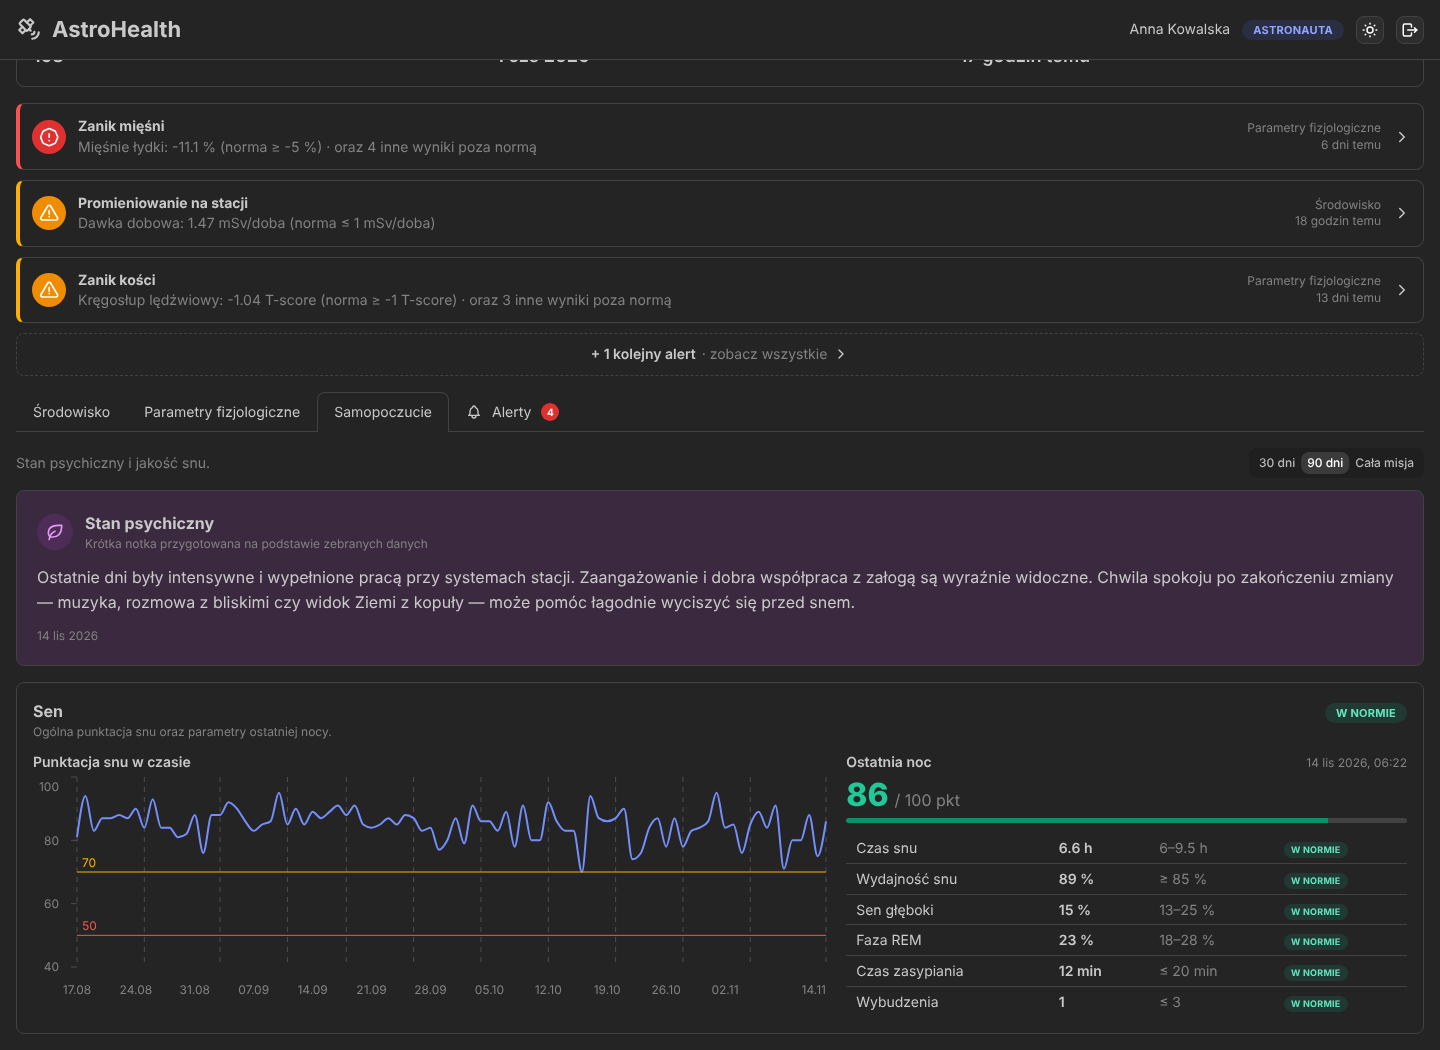 AstroHealth
Anna Kowalska ASTRONAUTA
17 godzin temu
Zanik mięśni
Mięśnie łydki: -11.1 % (norma ≥ -5 %) · oraz 4 inne wyniki poza normą
Parametry fizjologiczne
6 dni temu
Promieniowanie na stacji
Dawka dobowa: 1.47 mSv/doba (norma ≤ 1 mSv/doba)
Środowisko
18 godzin temu
Zanik kości
Kręgosłup lędźwiowy: -1.04 T-score (norma ≥ -1 T-score) · oraz 3 inne wyniki poza normą
Parametry fizjologiczne
13 dni temu
+ 1 kolejny alert · zobacz wszystkie
Środowisko Parametry fizjologiczne Samopoczucie Alerty 4
Stan psychiczny i jakość snu.
30 dni 90 dni Cała misja
Stan psychiczny
Krótka notka przygotowana na podstawie zebranych danych
Ostatnie dni były intensywne i wypełnione pracą przy systemach stacji. Zaangażowanie i dobra współpraca z załogą są wyraźnie widoczne. Chwila spokoju po zakończeniu zmiany
— muzyka, rozmowa z bliskimi czy widok Ziemi z kopuły — może pomóc łagodnie wyciszyć się przed snem.
14 lis 2026
Sen
W NORMIE
Ogólna punktacja snu oraz parametry ostatniej nocy.
Punktacja snu w czasie
100
80
70
60
50
40
17.08 24.08 31.08 07.09 14.09 21.09 28.09 05.10 12.10 19.10 26.10 02.11 14.11
Ostatnia noc
14 lis 2026, 06:22
86 / 100 pkt
Czas snu 6.6 h 6–9.5 h W NORMIE
Wydajność snu 89 % ≥ 85 % W NORMIE
Sen głęboki 15 % 13–25 % W NORMIE
Faza REM 23 % 18–28 % W NORMIE
Czas zasypiania 12 min ≤ 20 min W NORMIE
Wybudzenia 1 ≤ 3 W NORMIE